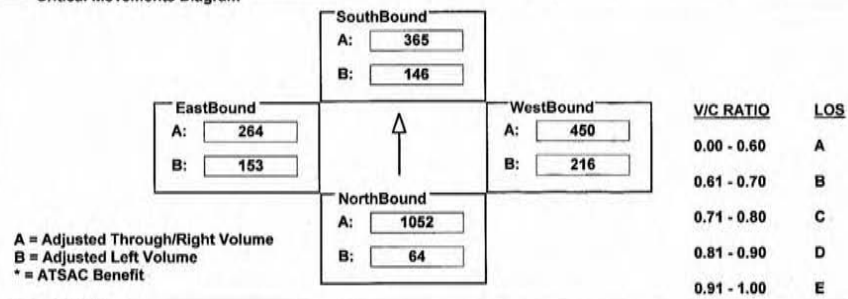 Critical Movements Diagram
SouthBound
A: 365
B: 146
EastBound
A: 264
B: 153
WestBound
A: 450
B: 216
NorthBound
A: 1052
B: 64
A = Adjusted Through/Right Volume
B = Adjusted Left Volume
* = ATSAC Benefit
V/C RATIO LOS
0.00 - 0.60 A
0.61 - 0.70 B
0.71 - 0.80 C
0.81 - 0.90 D
0.91 - 1.00 E